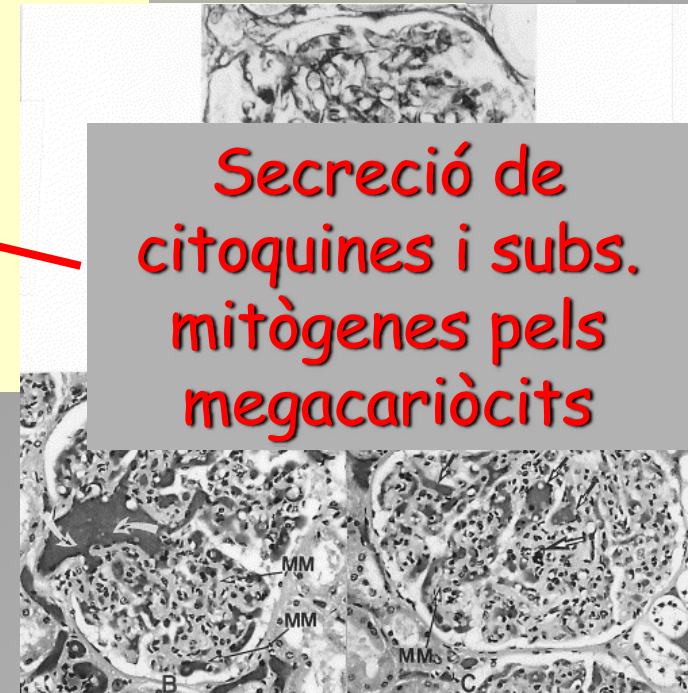 Secreció de
citoquines i subs.
mitògenes pels
megacariòcits
MM
MM
MM
B
C